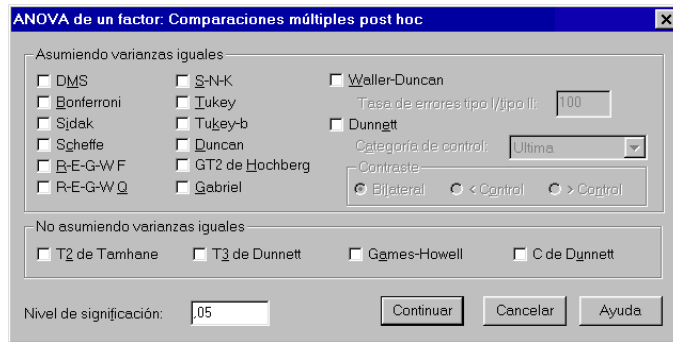 ANOVA de un factor: Comparaciones múltiples post hoc
Asumiendo varianzas iguales
DMS
Bonferroni
Sidak
Scheffe
R-E-G-W F
R-E-G-W Q
S-N-K
Tukey
Tukey-b
Duncan
GT2 de Hochberg
Gabriel
Waller-Duncan
Tasa de errores tipo I/tipo II: 100
Dunnett
Categoría de control: Ultima
Contraste
Bilateral < Control > Control
No asumiendo varianzas iguales
T2 de Tamhane T3 de Dunnett Games-Howell C de Dunnett
Nivel de significación: ,05 Continuar Cancelar Ayuda